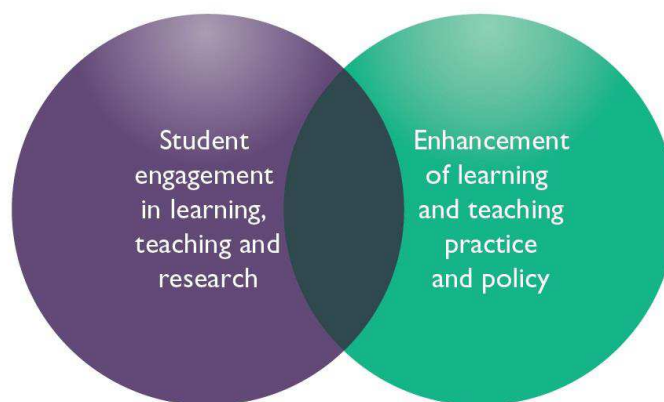 Student
engagement
in learning,
teaching and
research
Enhancement
of learning
and teaching
practice
and policy